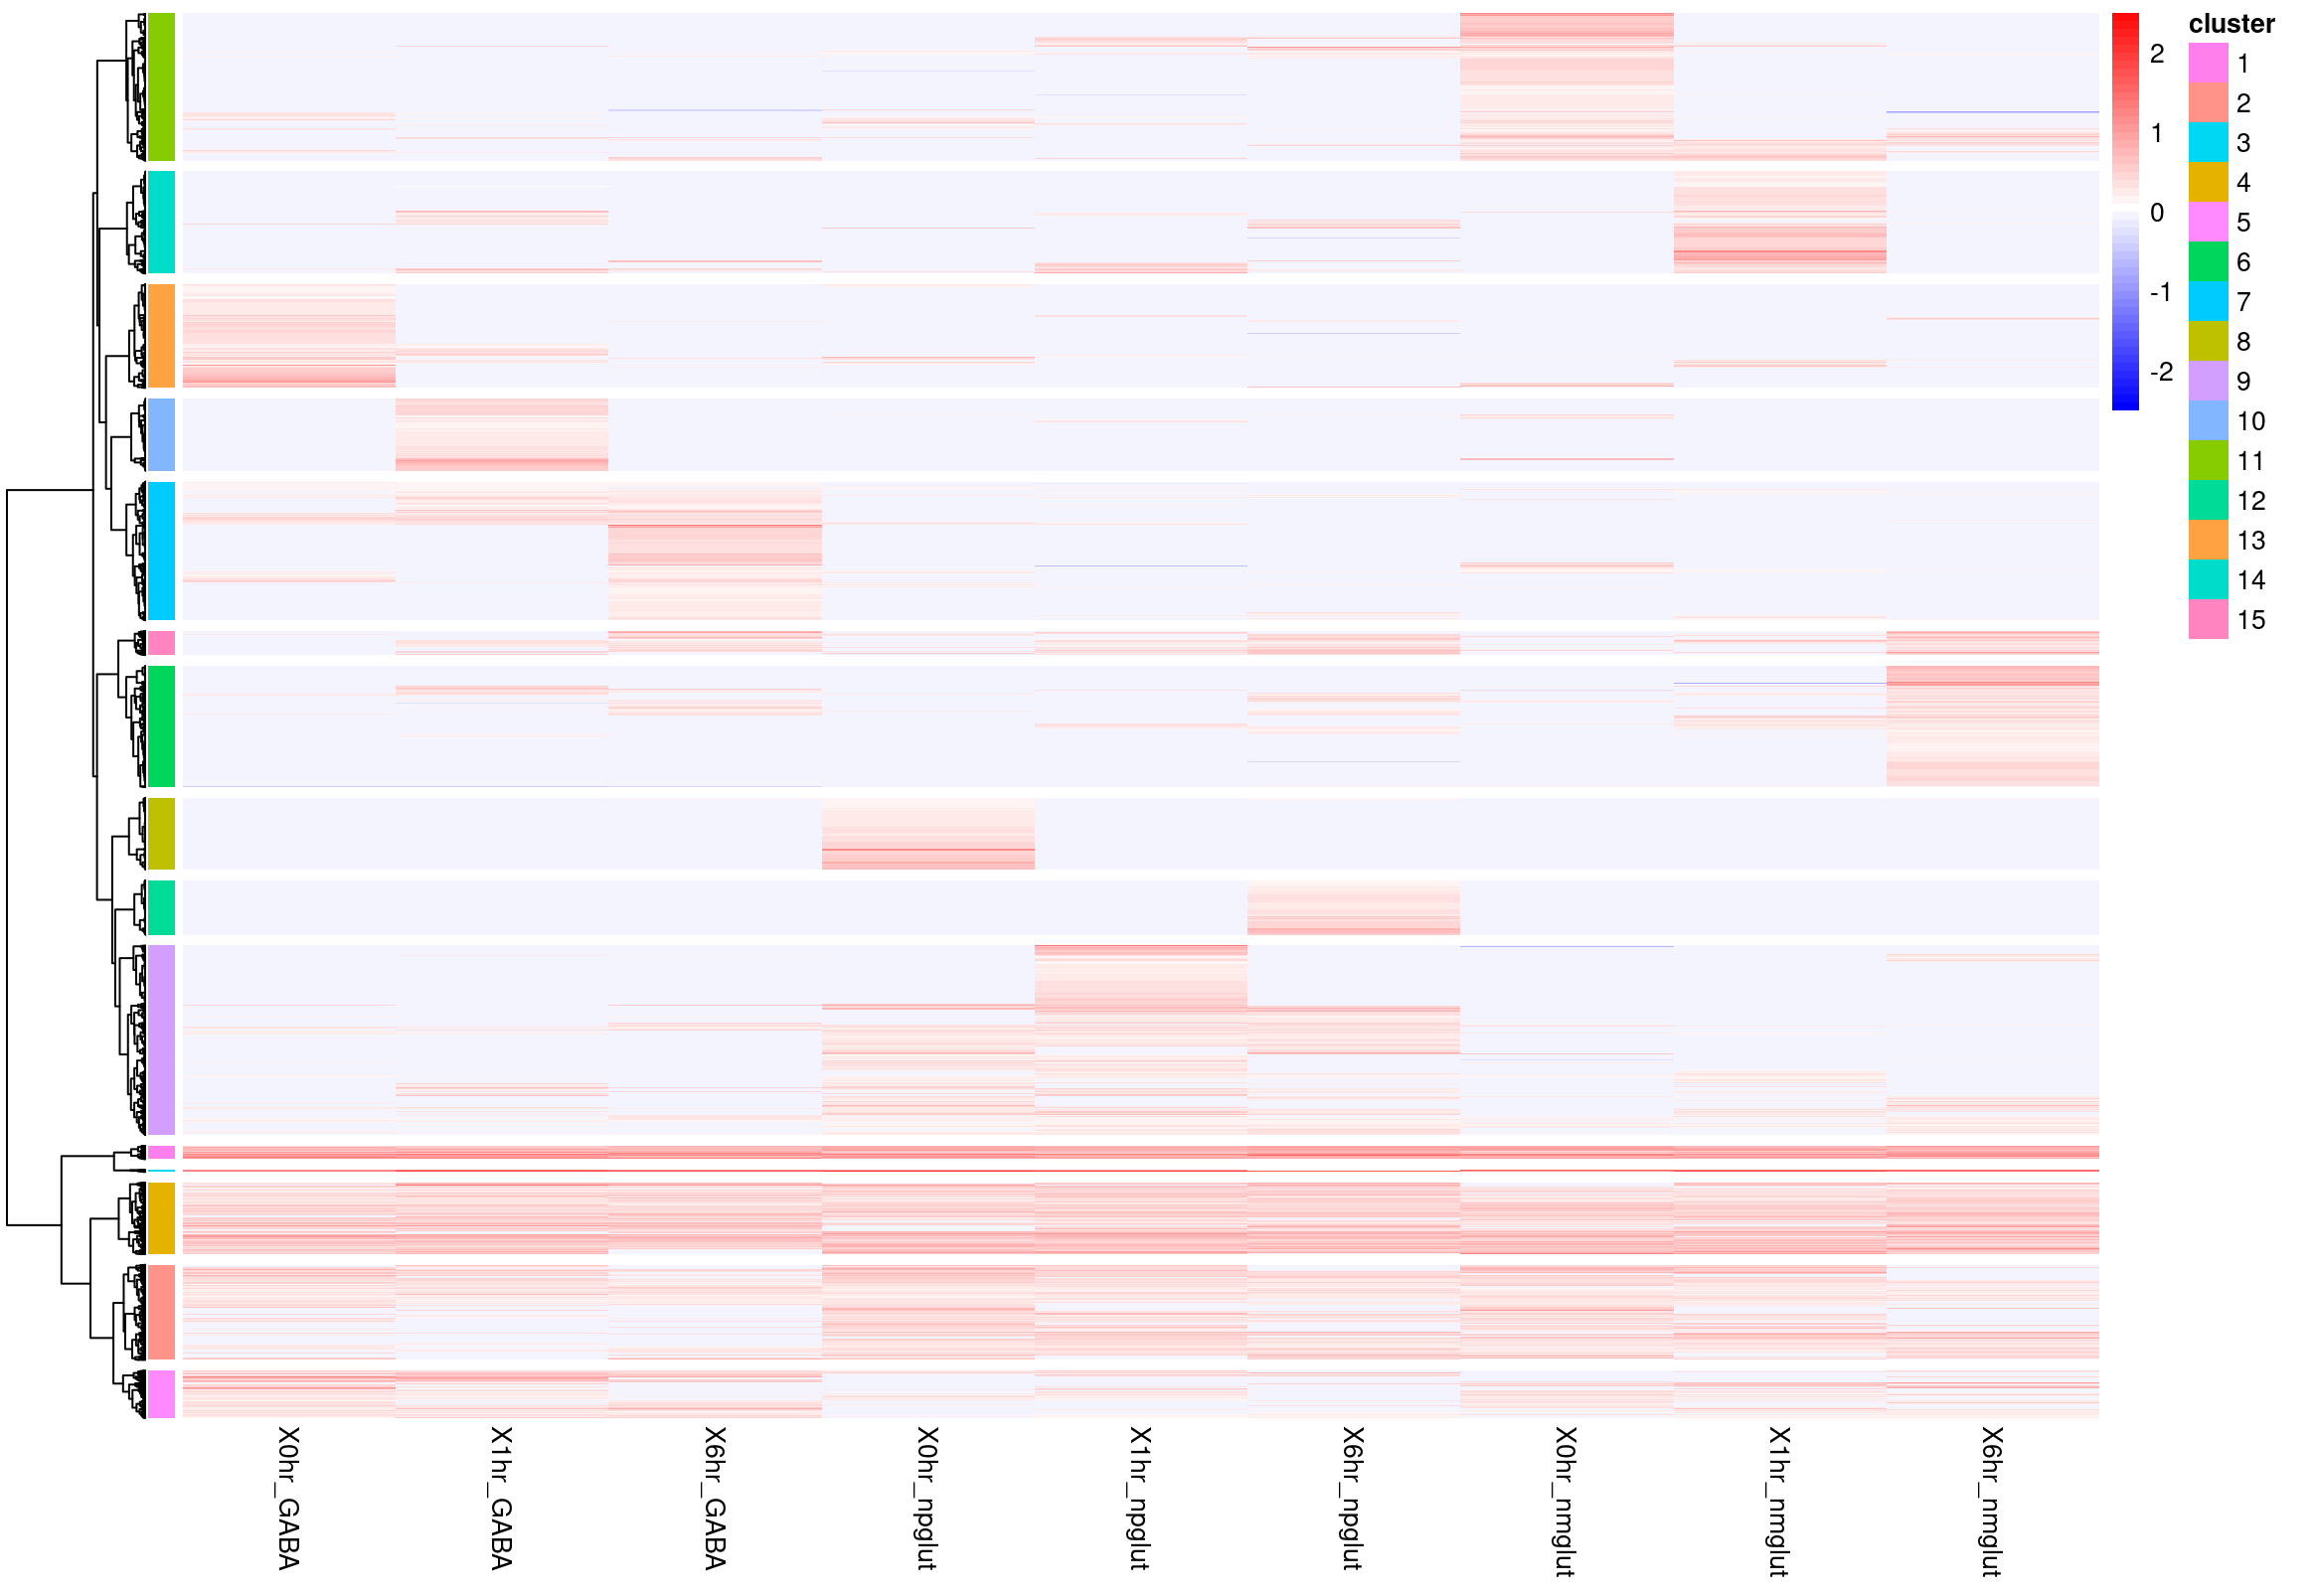 cluster
2
1
0
-1
-2
1
2
3
4
5
6
7
8
9
10
11
12
13
14
15
X0hr_GABA
X1hr_GABA
X6hr_GABA
X0hr_npglut
X1hr_npglut
X6hr_npglut
X0hr_nmglut
X1hr_nmglut
X6hr_nmglut